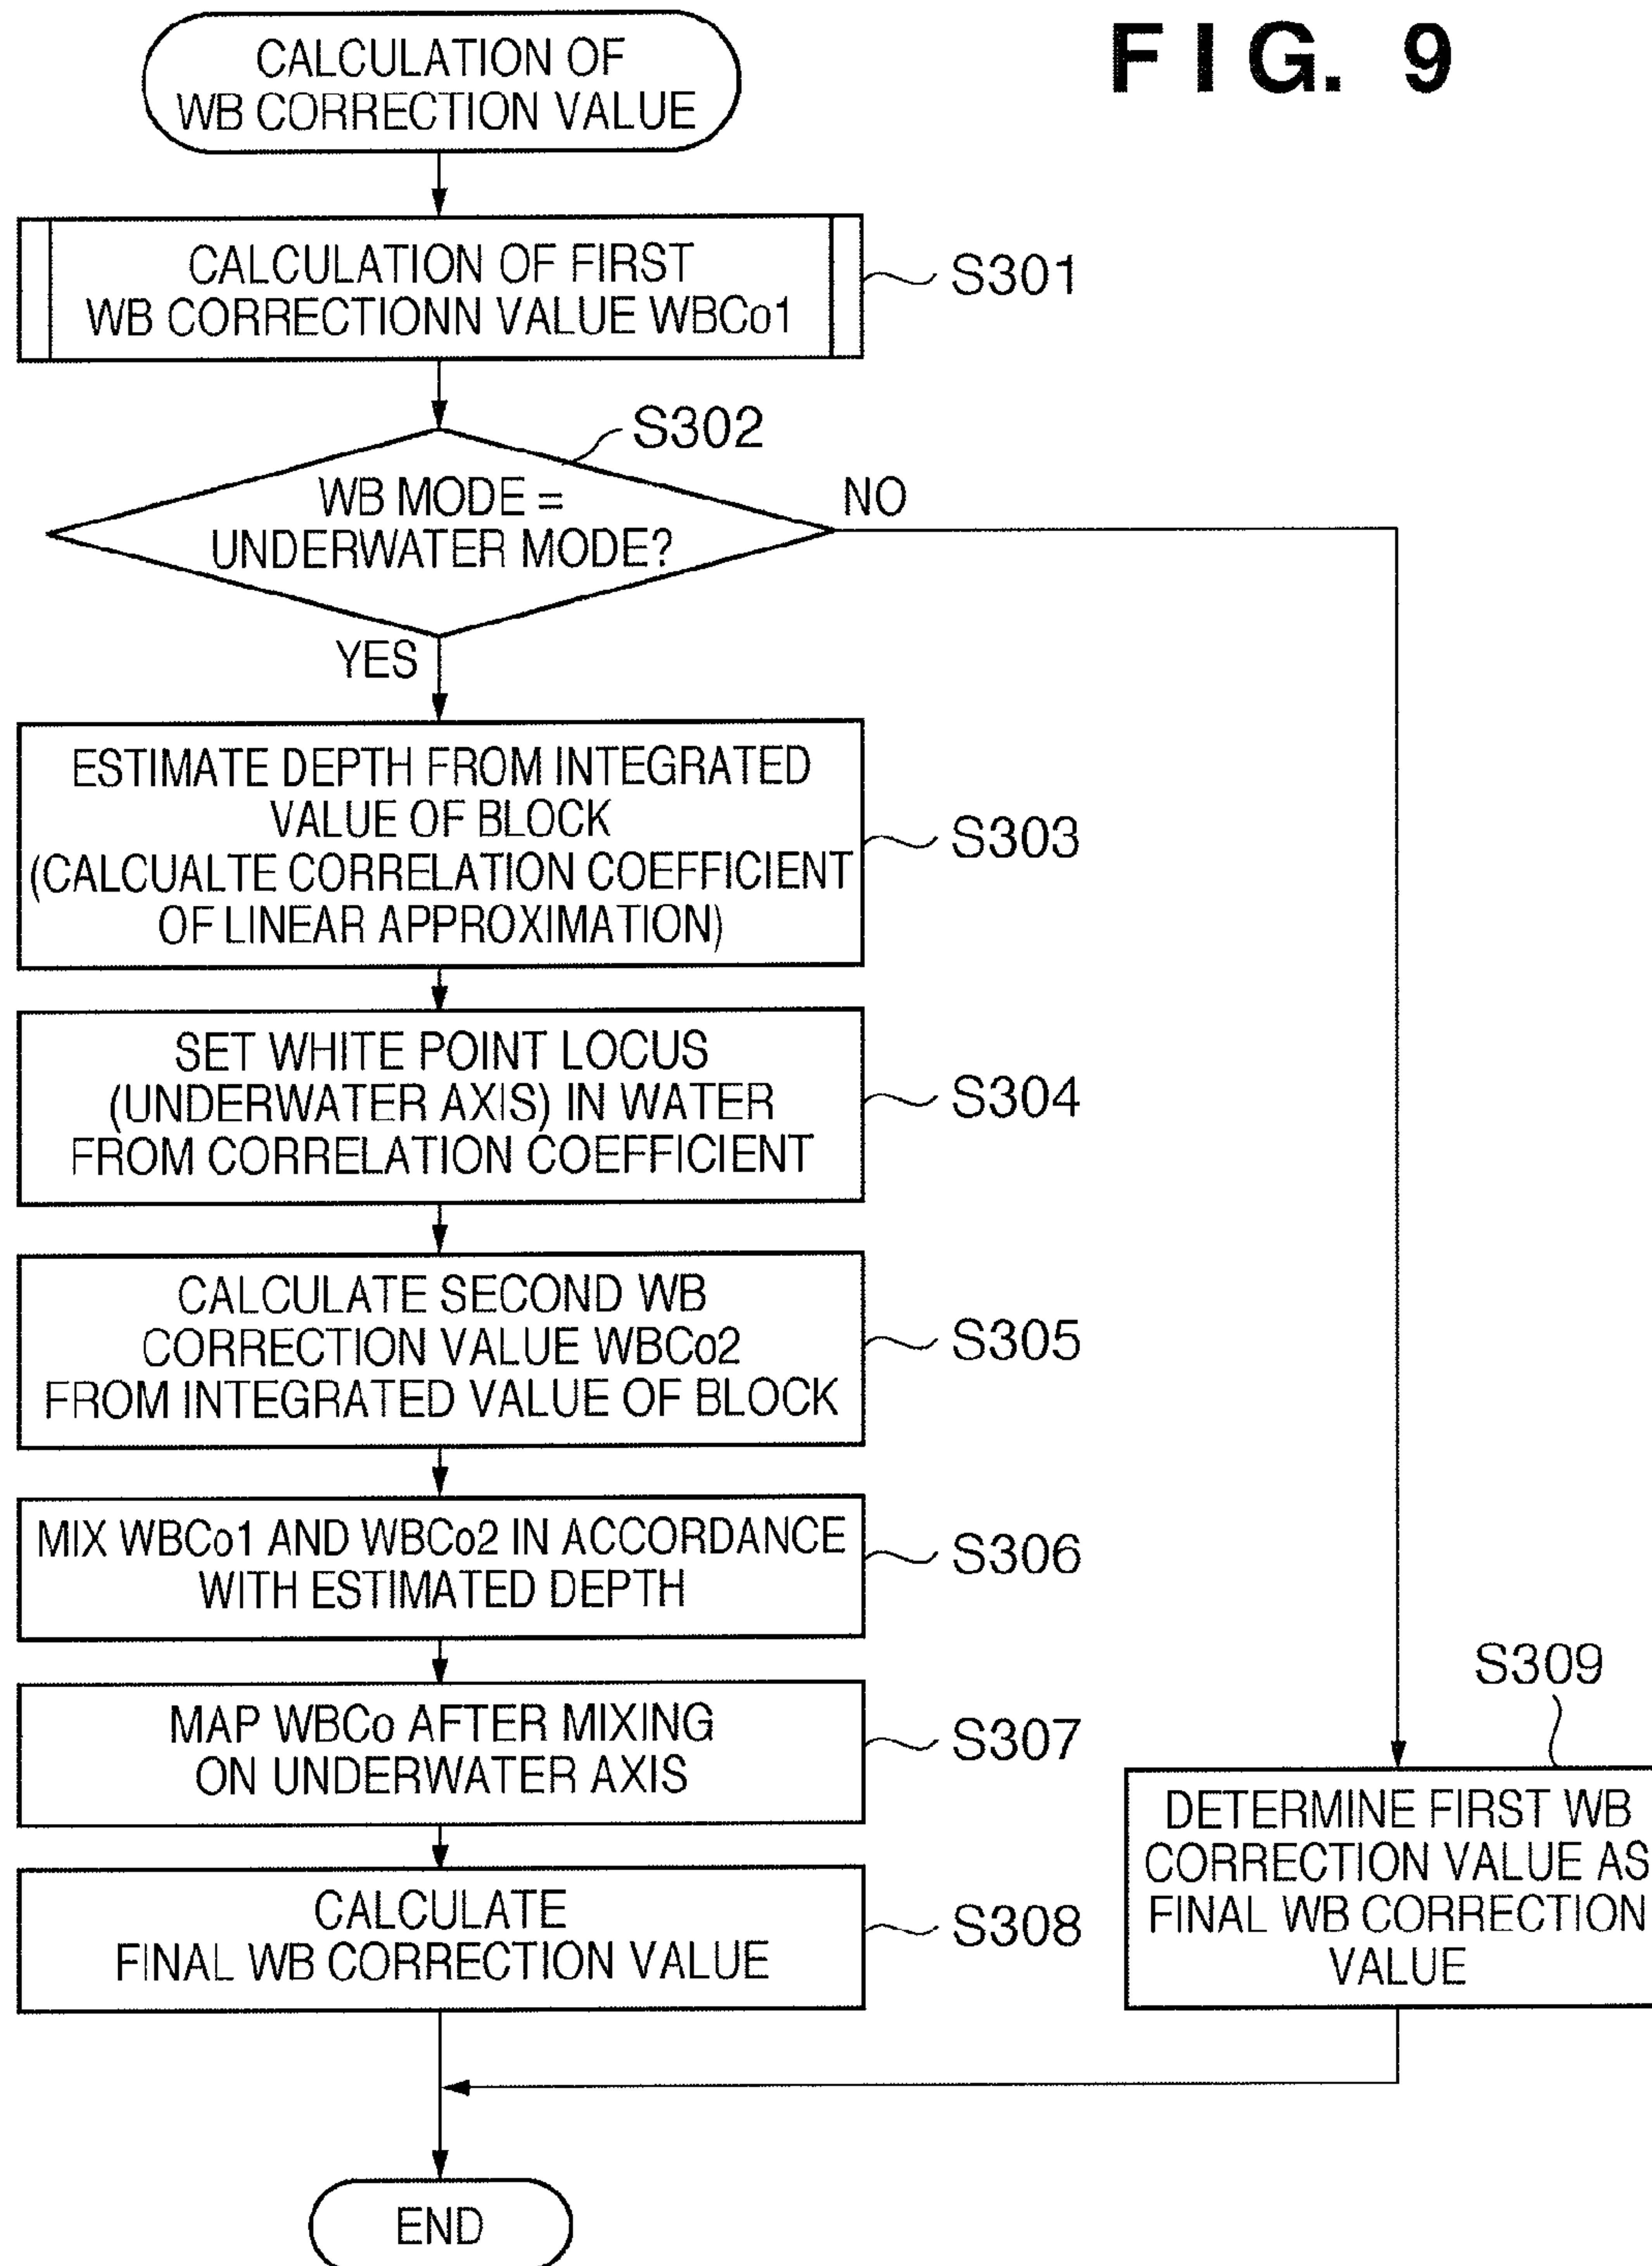 FIG. 9
CALCULATION OF
WB CORRECTION VALUE
CALCULATION OF FIRST
WB CORRECTIONN VALUE WBCo1
S301
S302
WB MODE =
UNDERWATER MODE?
NO
YES
ESTIMATE DEPTH FROM INTEGRATED
VALUE OF BLOCK
(CALCUALTE CORRELATION COEFFICIENT
OF LINEAR APPROXIMATION)
S303
SET WHITE POINT LOCUS
(UNDERWATER AXIS) IN WATER
FROM CORRELATION COEFFICIENT
S304
CALCULATE SECOND WB
CORRECTION VALUE WBCo2
FROM INTEGRATED VALUE OF BLOCK
S305
MIX WBCo1 AND WBCo2 IN ACCORDANCE
WITH ESTIMATED DEPTH
S306
MAP WBCo AFTER MIXING
ON UNDERWATER AXIS
S307
CALCULATE
FINAL WB CORRECTION VALUE
S308
S309
DETERMINE FIRST WB
CORRECTION VALUE AS
FINAL WB CORRECTION
VALUE
END